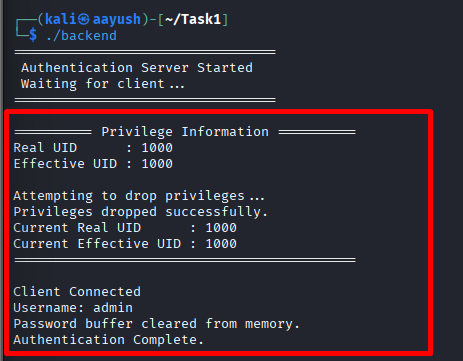 ┌──(kali㉿aayush)-[~/Task1]
└─$ ./backend
===================================
Authentication Server Started
Waiting for client...
===================================
========== Privilege Information ==========
Real UID      : 1000
Effective UID : 1000
Attempting to drop privileges...
Privileges dropped successfully.
Current Real UID      : 1000
Current Effective UID : 1000
============================================
Client Connected
Username: admin
Password buffer cleared from memory.
Authentication Complete.